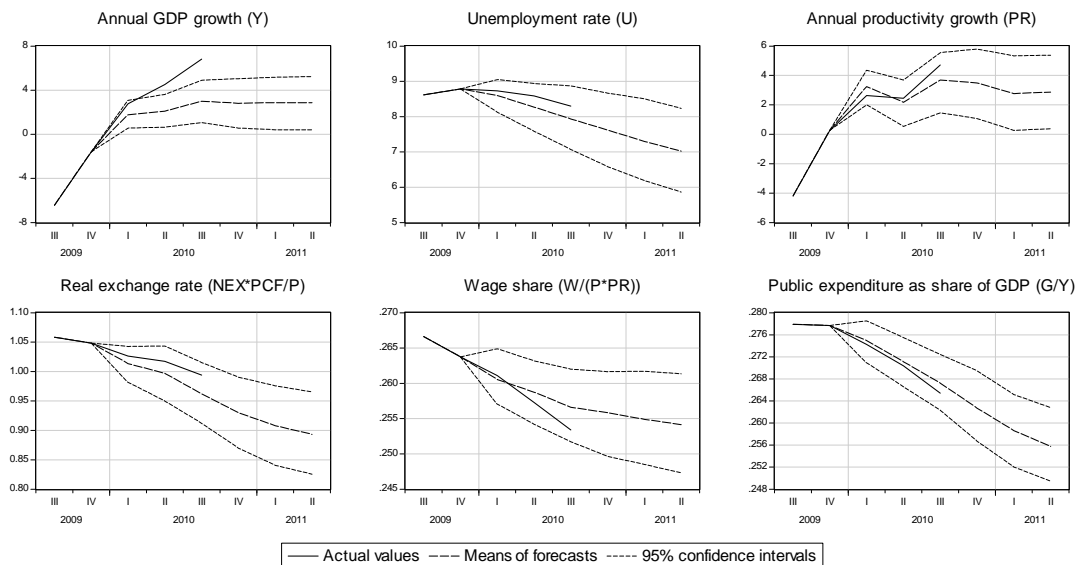 Annual GDP growth (Y)
8
4
0
-4
-8
III IV I II III IV I II
2009 2010 2011
Unemployment rate (U)
10
9
8
7
6
5
III IV I II III IV I II
2009 2010 2011
Annual productivity growth (PR)
6
4
2
0
-2
-4
-6
III IV I II III IV I II
2009 2010 2011
Real exchange rate (NEX*PCF/P)
1.10
1.05
1.00
0.95
0.90
0.85
0.80
III IV I II III IV I II
2009 2010 2011
Wage share (W/(P*PR))
.270
.265
.260
.255
.250
.245
III IV I II III IV I II
2009 2010 2011
Public expenditure as share of GDP (G/Y)
.280
.276
.272
.268
.264
.260
.256
.252
.248
III IV I II III IV I II
2009 2010 2011
Actual values Means of forecasts 95% confidence intervals